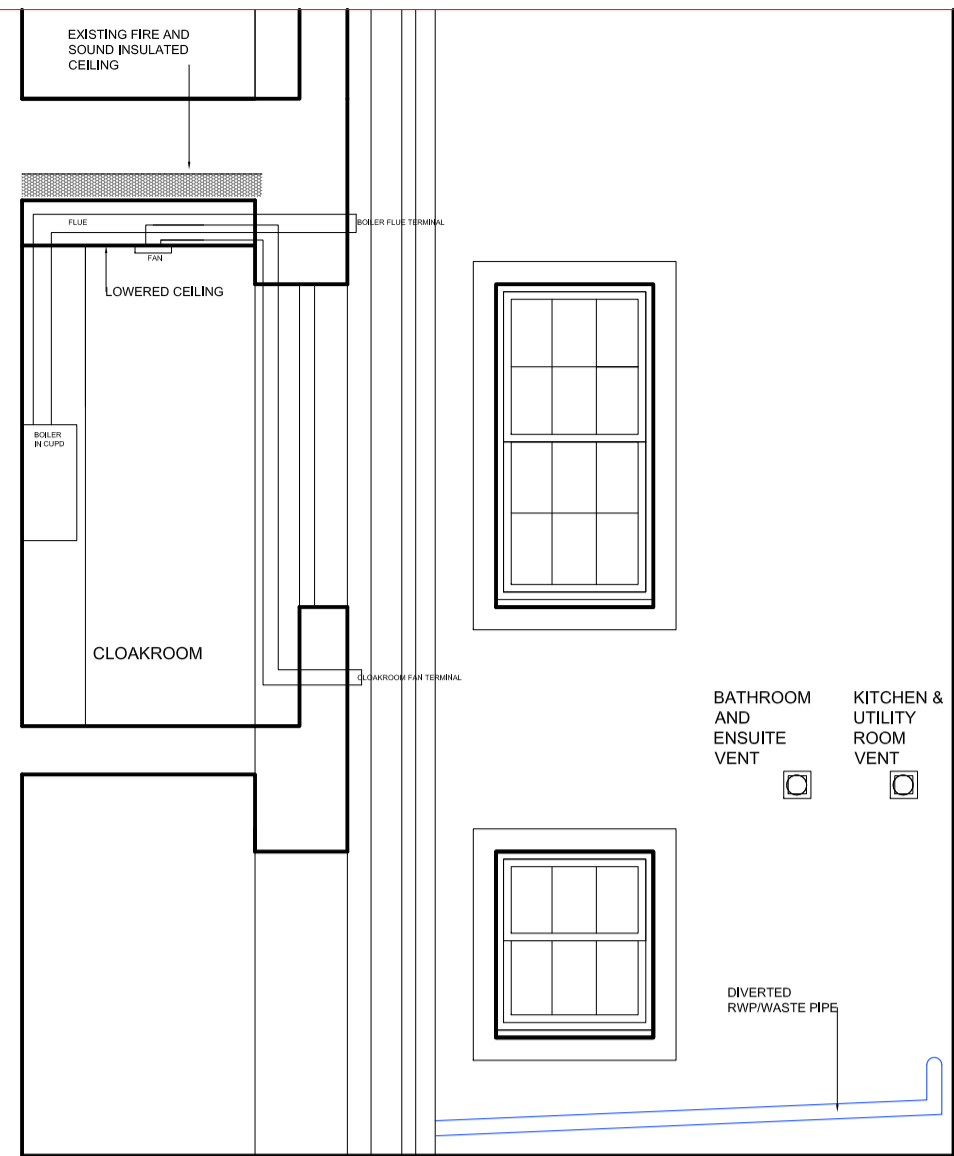 EXISTING FIRE AND
SOUND INSULATED
CEILING
FLUE
BOILER FLUE TERMINAL
FAN
LOWERED CEILING
BOILER
IN CUPD
CLOAKROOM
CLOAKROOM FAN TERMINAL
BATHROOM
AND
ENSUITE
VENT
KITCHEN &
UTILITY
ROOM
VENT
DIVERTED
RWP/WASTE PIPE